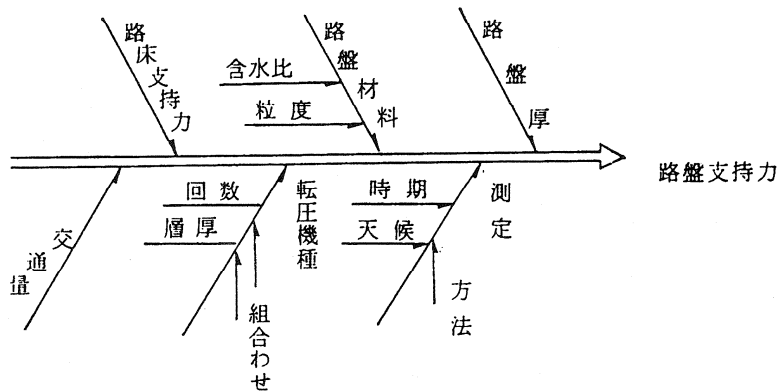 路床支持力
路盤材料
含水比
粒度
路盤厚
路盤支持力
交通量
転圧機種
回数
層厚
組合わせ
測定
時期
天候
方法